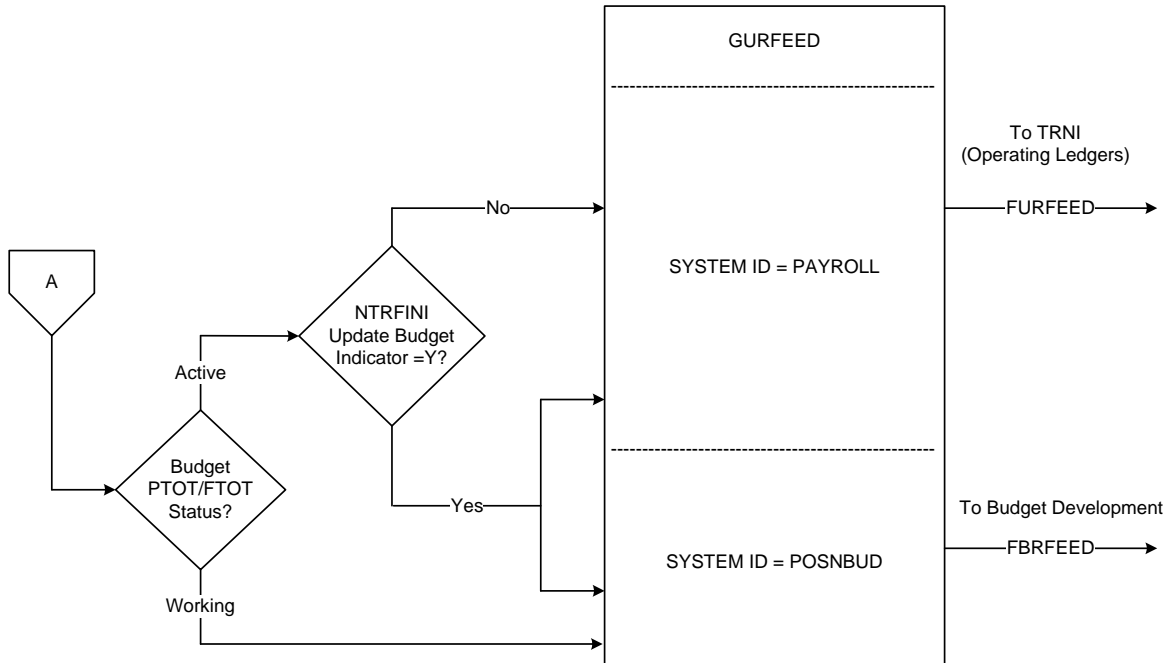 GURFEED
To TRNI
(Operating Ledgers)
No
FURFEED
A
SYSTEM ID = PAYROLL
NTRFINI
Update Budget
Indicator =Y?
Active
Budget
PTOT/FTOT
Status?
Yes
To Budget Development
FBRFEED
SYSTEM ID = POSNBUD
Working